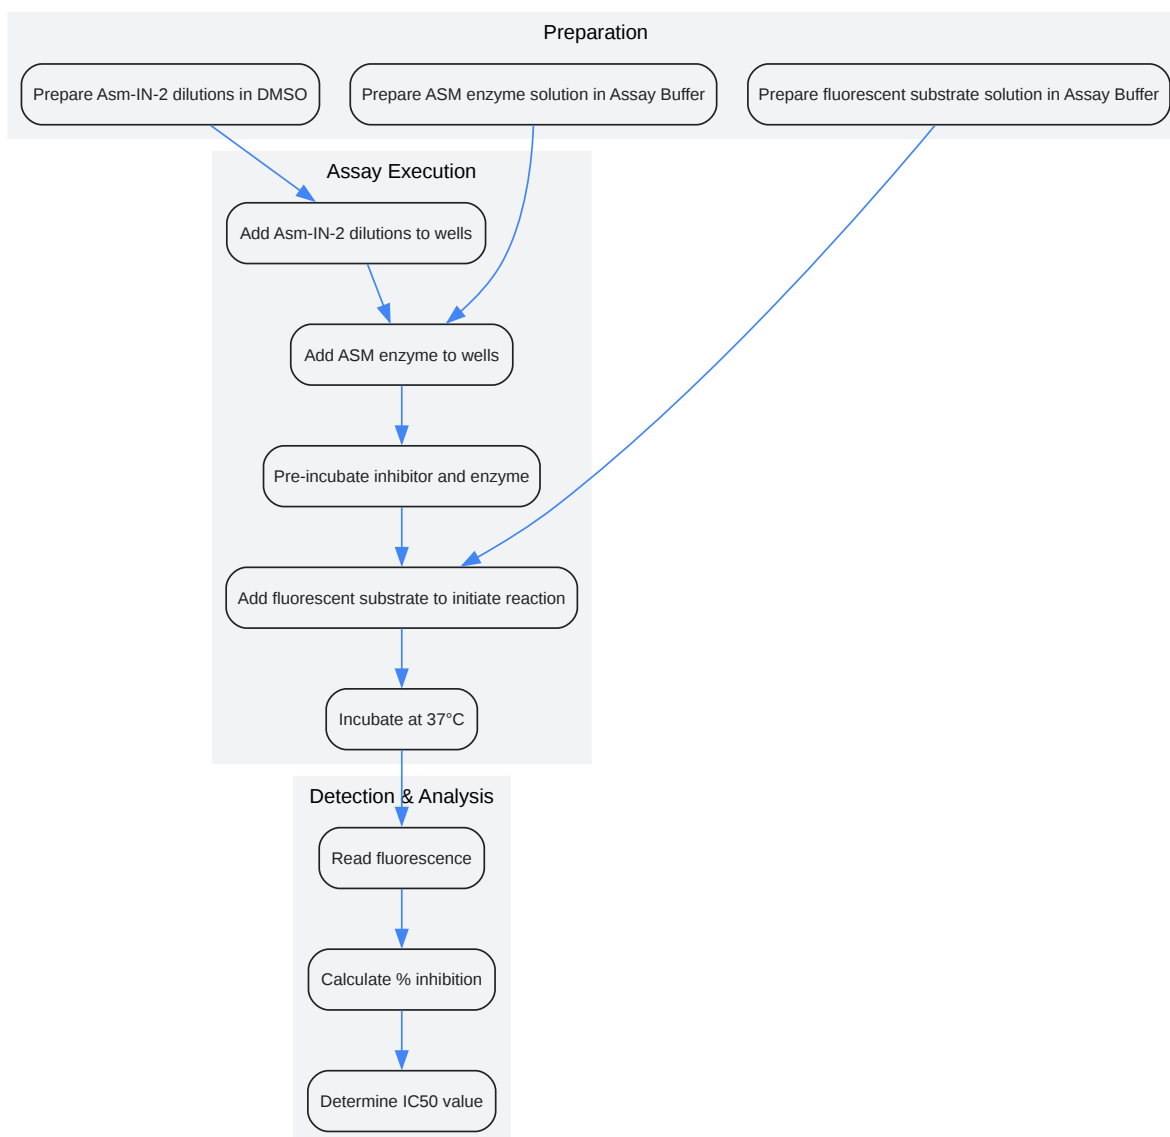 Preparation
Prepare Asm-IN-2 dilutions in DMSO
Prepare ASM enzyme solution in Assay Buffer
Prepare fluorescent substrate solution in Assay Buffer
Assay Execution
Add Asm-IN-2 dilutions to wells
Add ASM enzyme to wells
Pre-incubate inhibitor and enzyme
Add fluorescent substrate to initiate reaction
Incubate at 37°C
Detection & Analysis
Read fluorescence
Calculate % inhibition
Determine IC50 value